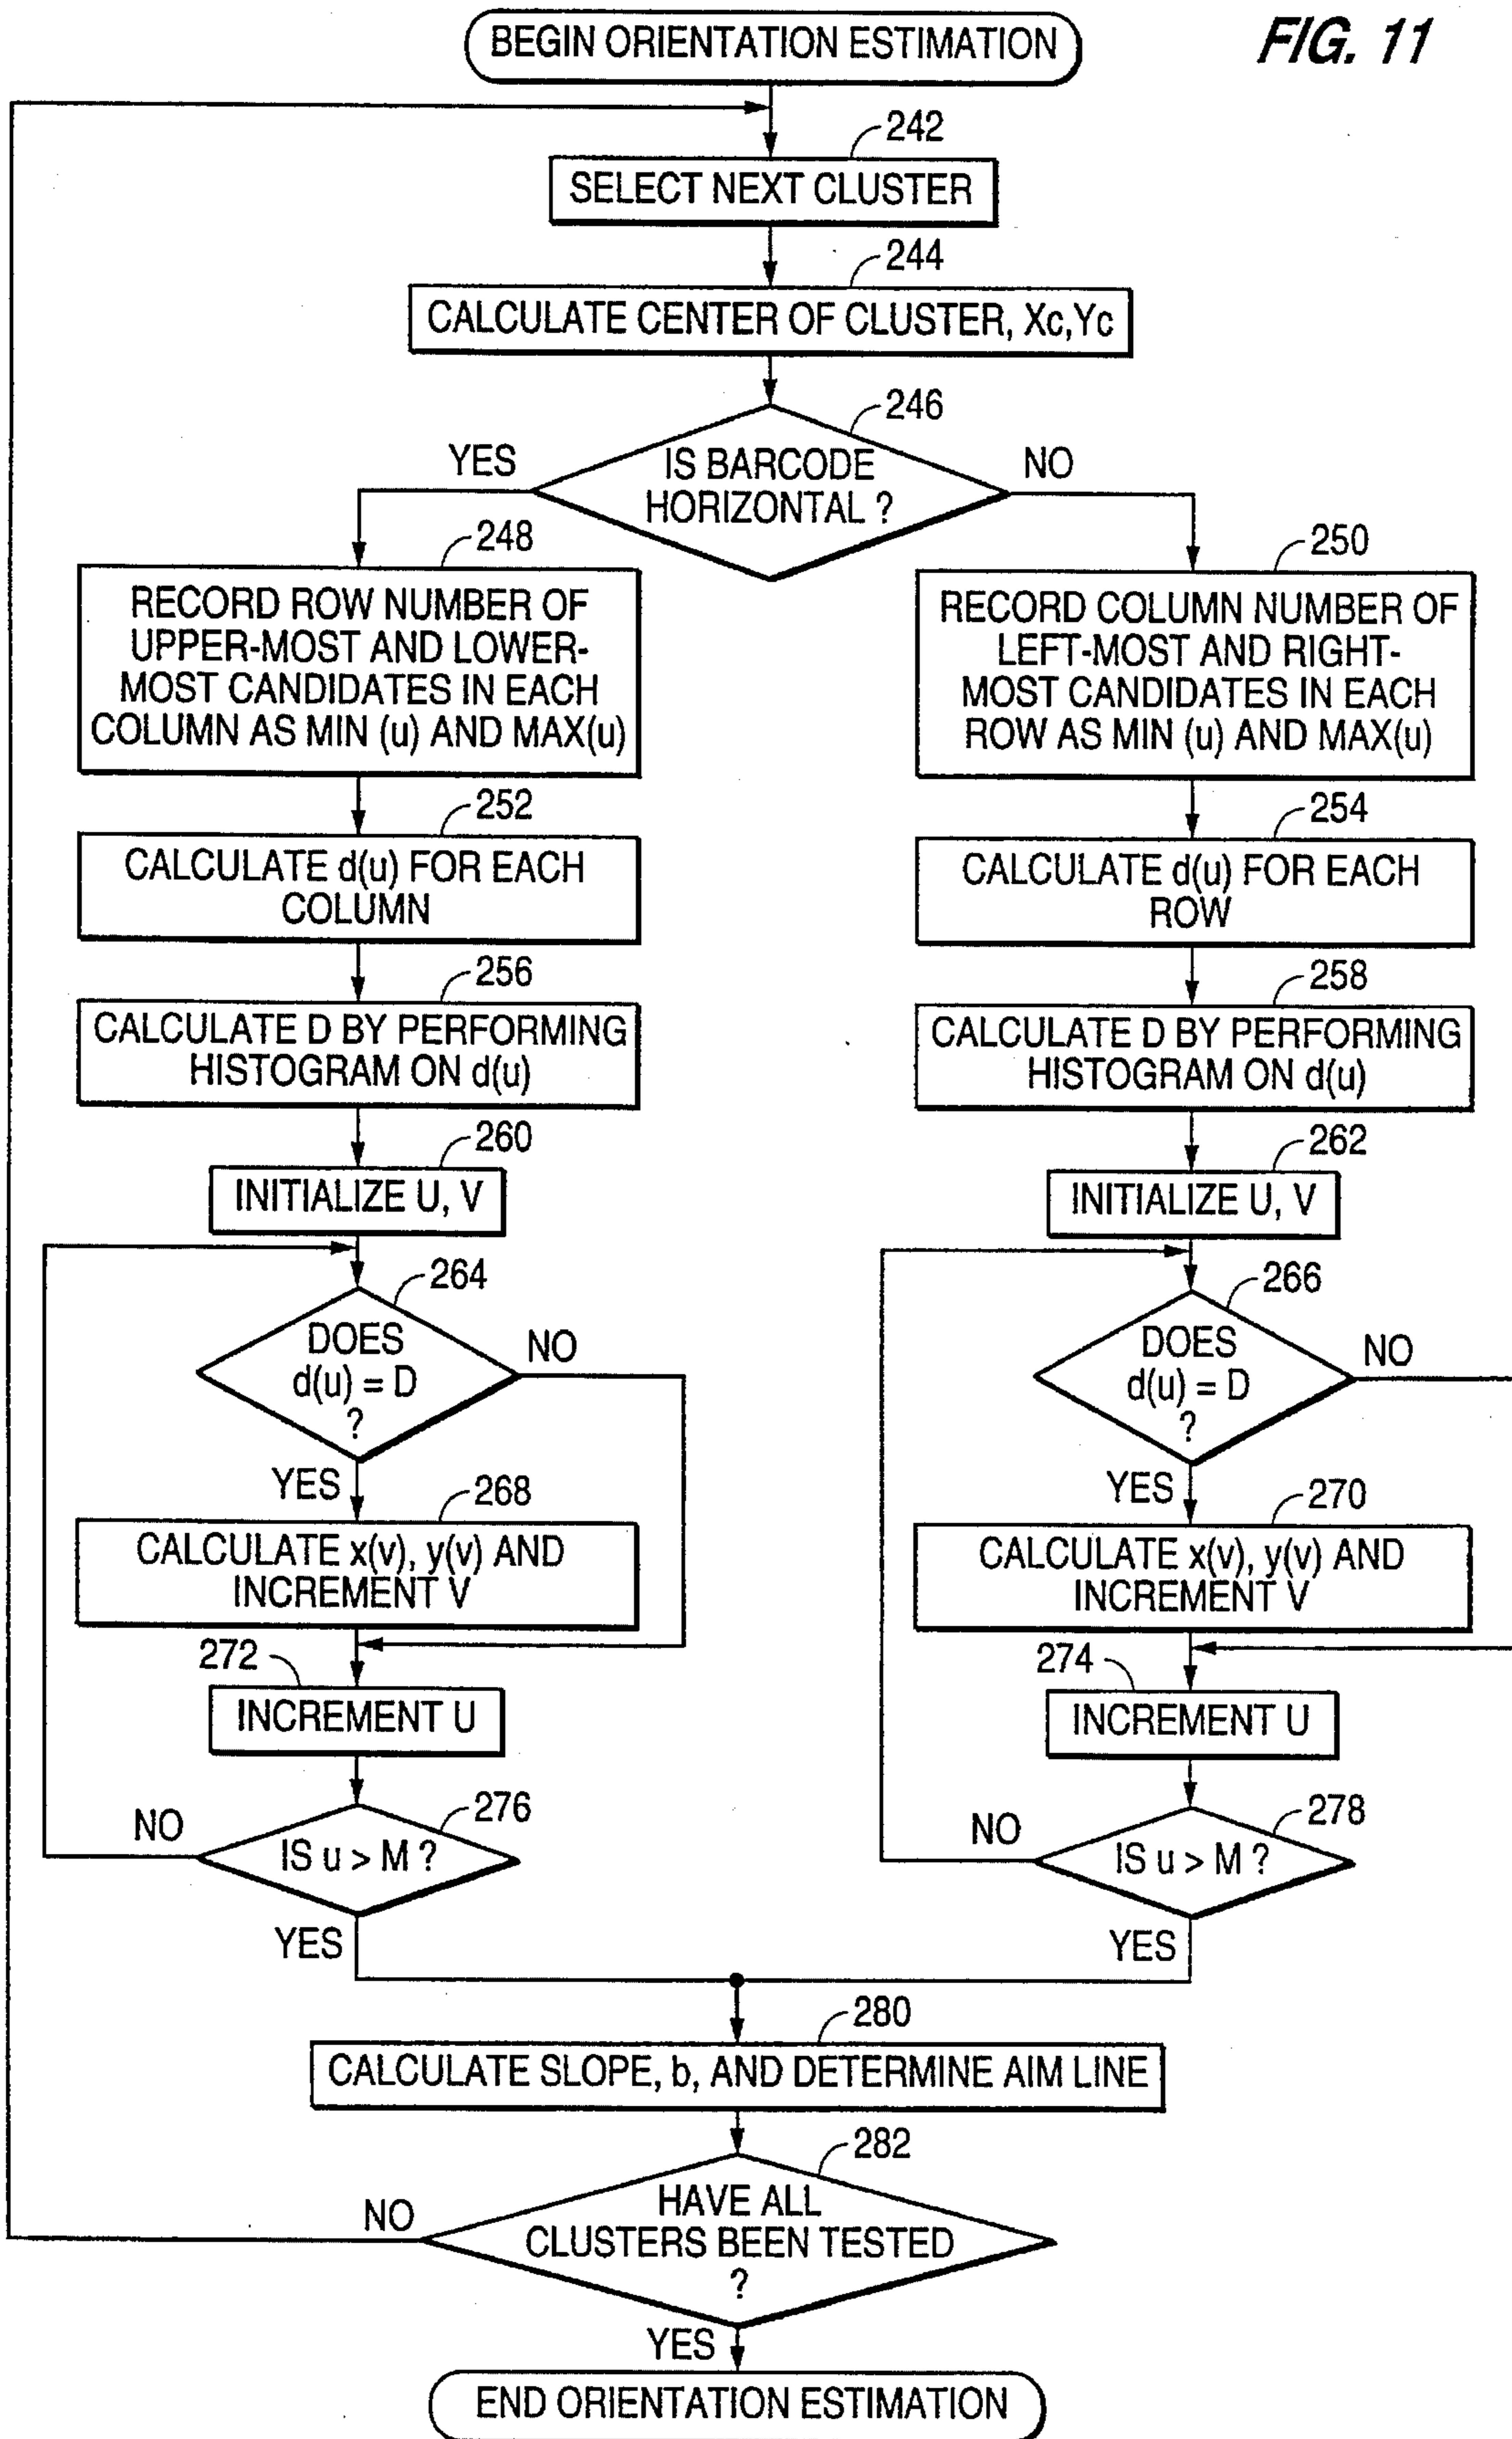 FIG. 11
BEGIN ORIENTATION ESTIMATION
242
SELECT NEXT CLUSTER
244
CALCULATE CENTER OF CLUSTER, Xc,Yc
246
IS BARCODE
HORIZONTAL ?
YES
NO
248
RECORD ROW NUMBER OF
UPPER-MOST AND LOWER-
MOST CANDIDATES IN EACH
COLUMN AS MIN (u) AND MAX(u)
250
RECORD COLUMN NUMBER OF
LEFT-MOST AND RIGHT-
MOST CANDIDATES IN EACH
ROW AS MIN (u) AND MAX(u)
252
CALCULATE d(u) FOR EACH
COLUMN
254
CALCULATE d(u) FOR EACH
ROW
256
CALCULATE D BY PERFORMING
HISTOGRAM ON d(u)
258
CALCULATE D BY PERFORMING
HISTOGRAM ON d(u)
260
INITIALIZE U, V
262
INITIALIZE U, V
264
DOES
d(u) = D
?
NO
YES
266
DOES
d(u) = D
?
NO
YES
268
CALCULATE x(v), y(v) AND
INCREMENT V
270
CALCULATE x(v), y(v) AND
INCREMENT V
272
INCREMENT U
274
INCREMENT U
276
IS u > M ?
NO
YES
278
IS u > M ?
NO
YES
280
CALCULATE SLOPE, b, AND DETERMINE AIM LINE
282
HAVE ALL
CLUSTERS BEEN TESTED
?
NO
YES
END ORIENTATION ESTIMATION